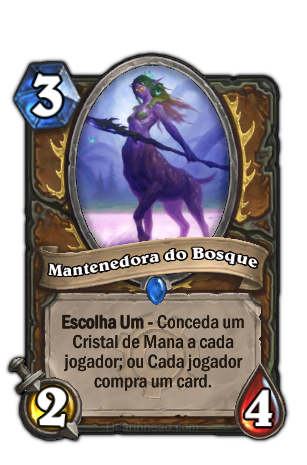 3
Mantenedora do Bosque
Escolha Um - Conceda um
Cristal de Mana a cada
jogador; ou Cada jogador
compra um card.
2
4